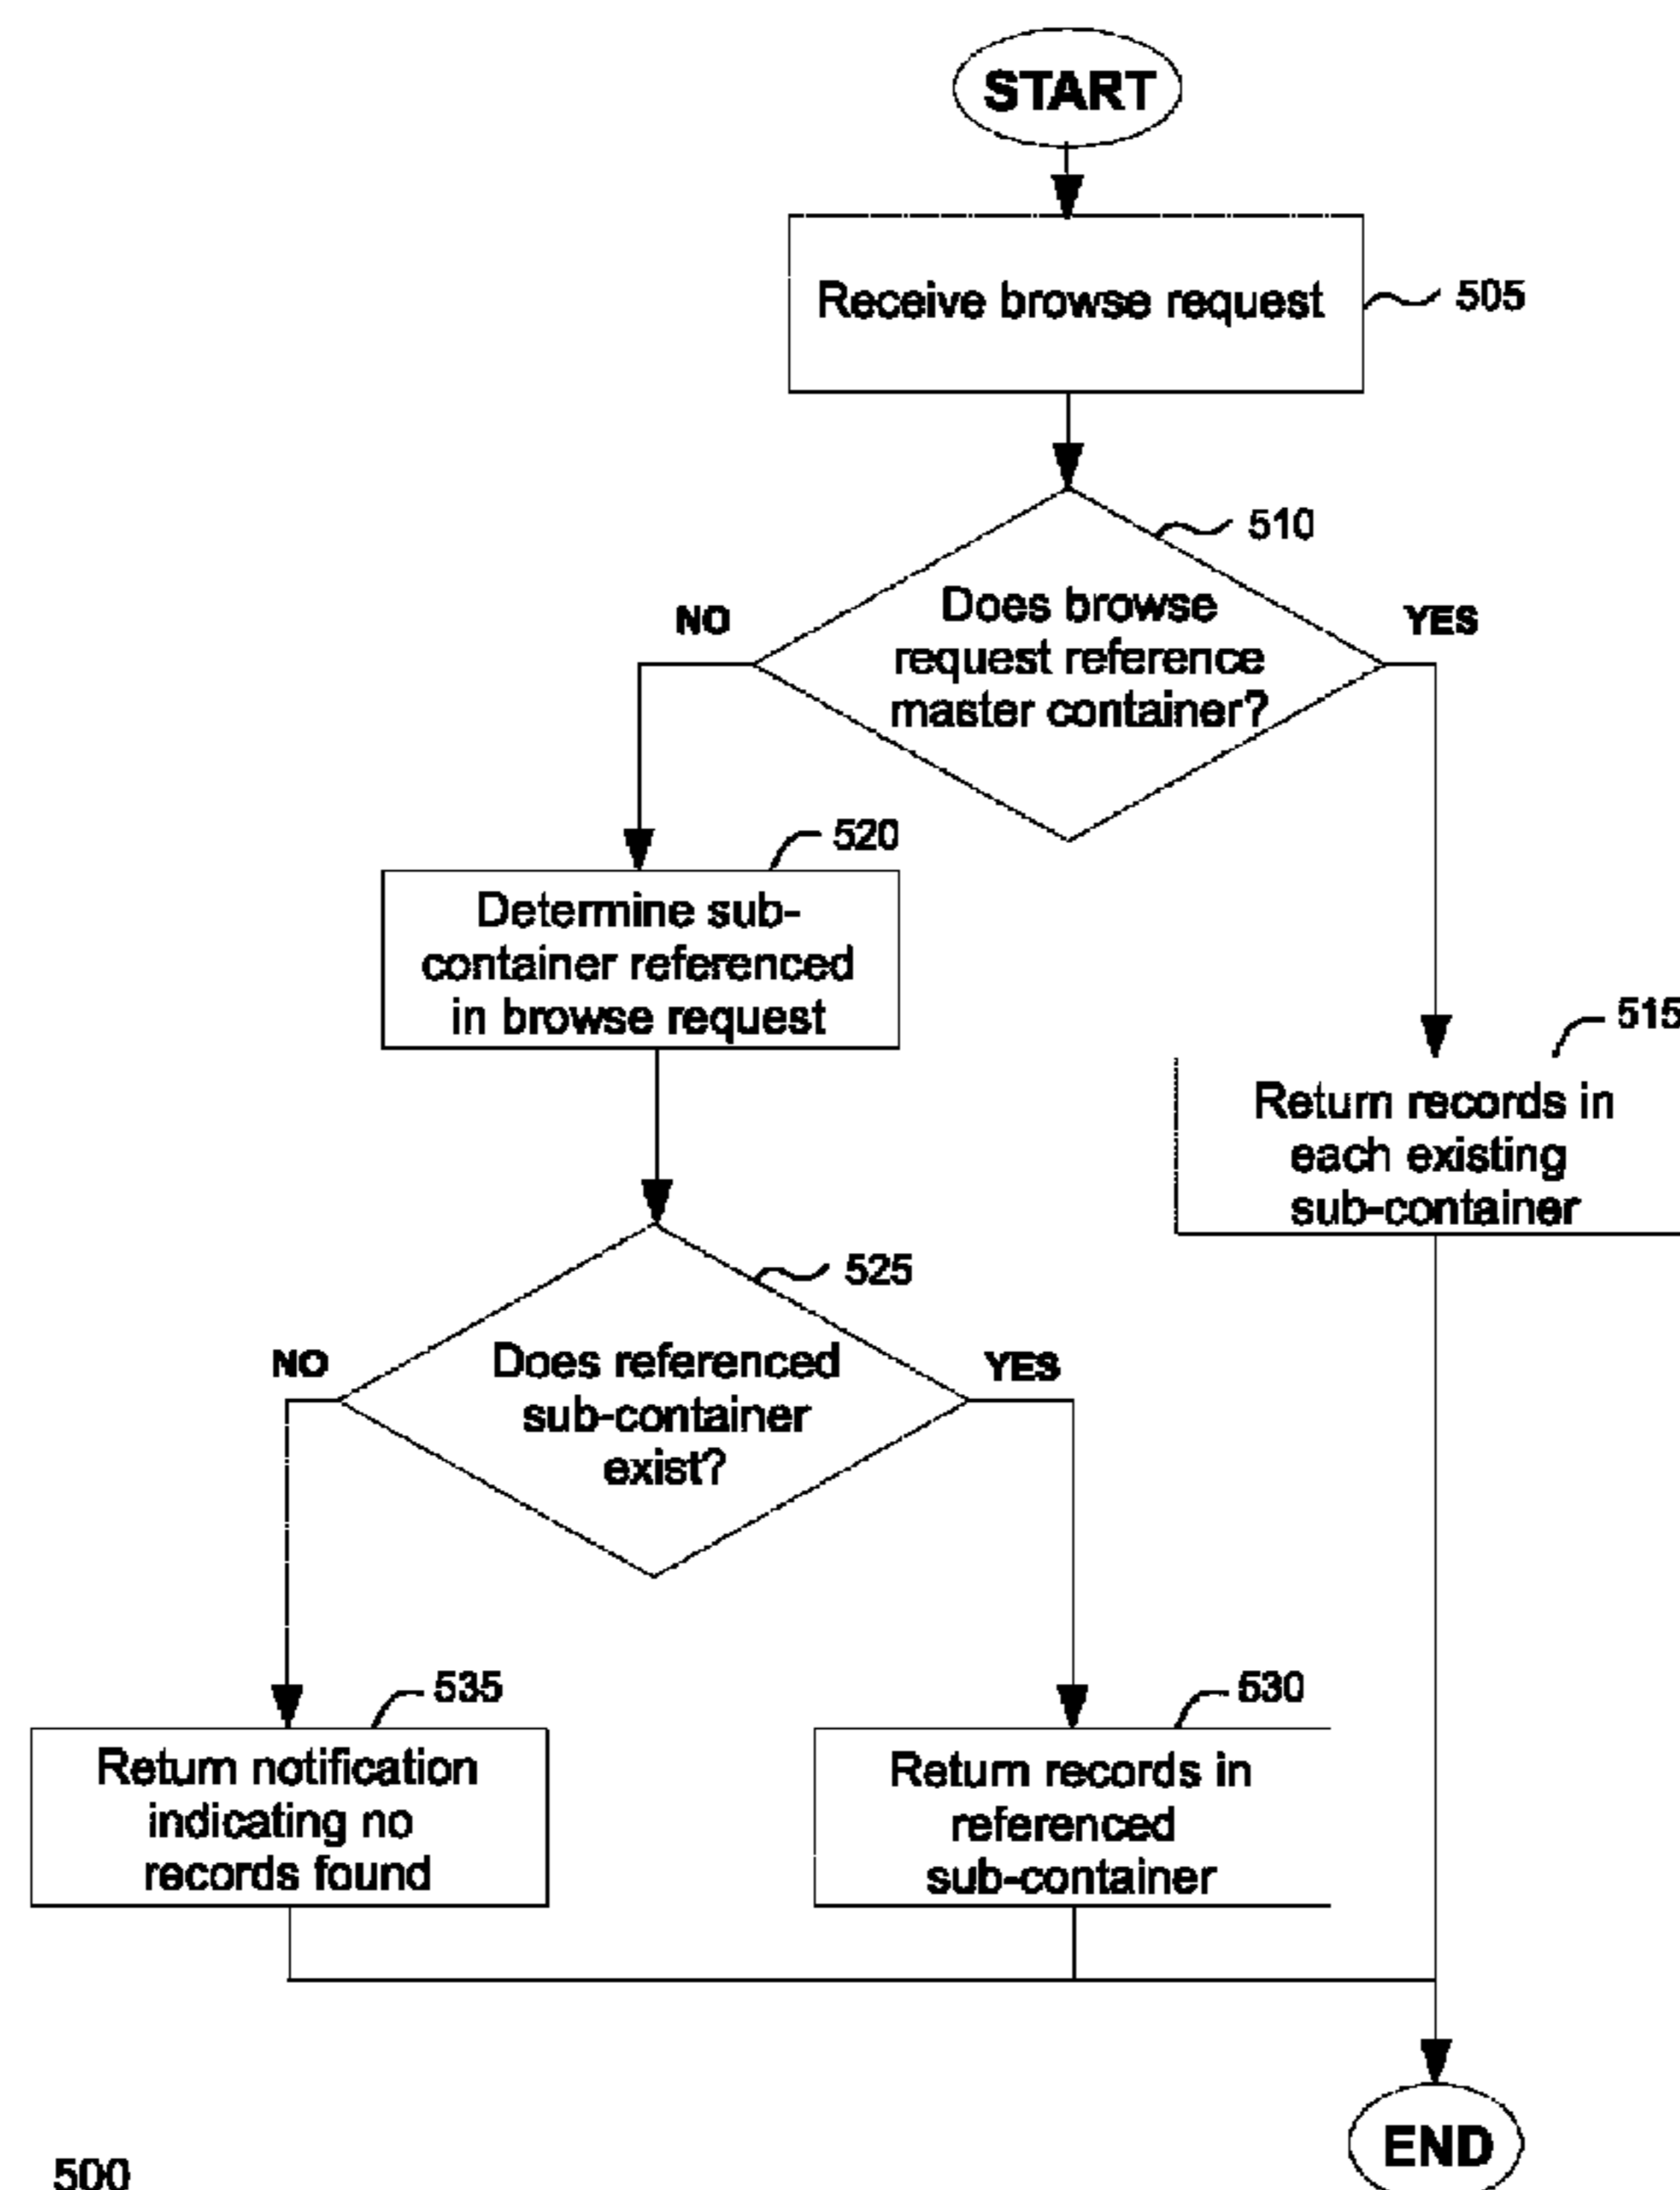 START
Receive browse request
505
510
Does browse
request reference
master container?
NO
YES
520
Determine sub-
container referenced
in browse request
515
Return records in
each existing
sub-container
525
Does referenced
sub-container
exist?
NO
YES
535
Return notification
indicating no
records found
530
Return records in
referenced
sub-container
END
500